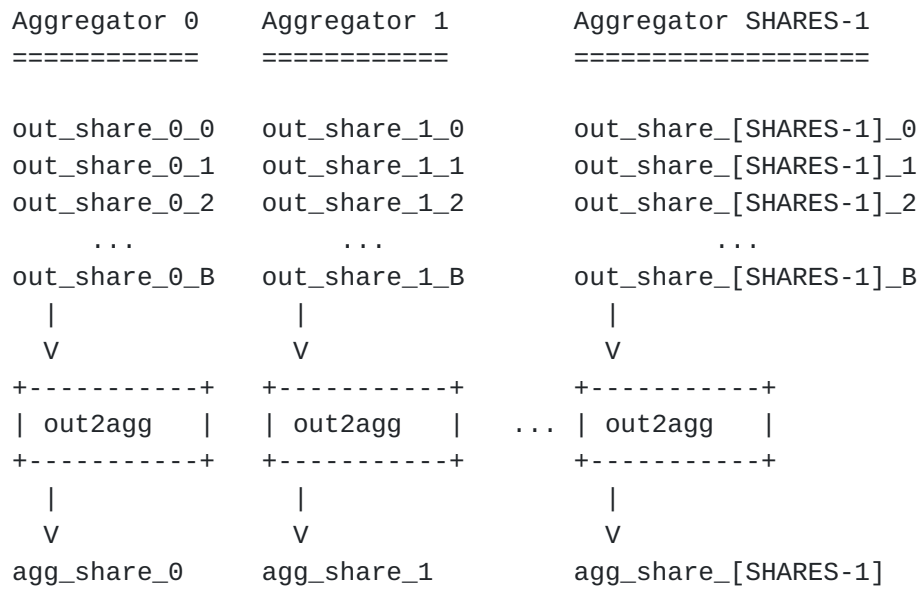 Aggregator 0    Aggregator 1        Aggregator SHARES-1
============    ============        ===================
out_share_0_0   out_share_1_0       out_share_[SHARES-1]_0
out_share_0_1   out_share_1_1       out_share_[SHARES-1]_1
out_share_0_2   out_share_1_2       out_share_[SHARES-1]_2
     ...             ...                     ...
out_share_0_B   out_share_1_B       out_share_[SHARES-1]_B
  |               |                   |
  V               V                   V
+-----------+   +-----------+       +-----------+
| out2agg   |   | out2agg   |   ... | out2agg   |
+-----------+   +-----------+       +-----------+
  |               |                   |
  V               V                   V
agg_share_0     agg_share_1         agg_share_[SHARES-1]